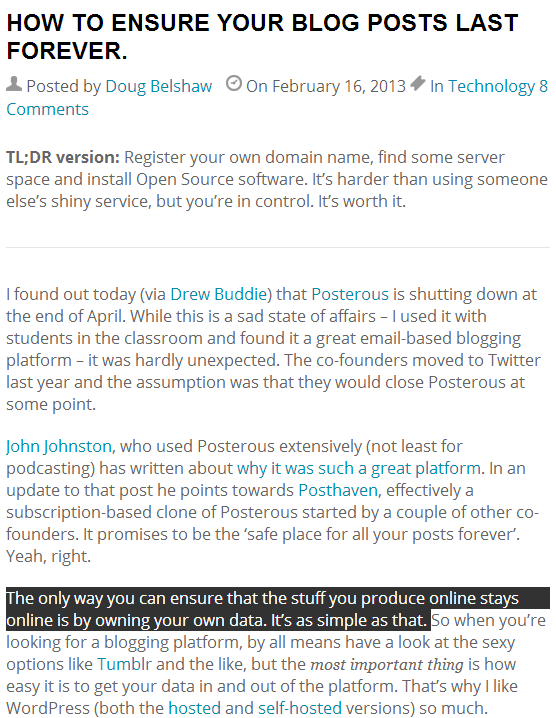 HOW TO ENSURE YOUR BLOG POSTS LAST
FOREVER.
Posted by Doug Belshaw On February 16, 2013 In Technology 8
Comments
TL;DR version: Register your own domain name, find some server
space and install Open Source software. It’s harder than using someone
else’s shiny service, but you’re in control. It’s worth it.
I found out today (via Drew Buddie) that Posterous is shutting down at
the end of April. While this is a sad state of affairs – I used it with
students in the classroom and found it a great email-based blogging
platform – it was hardly unexpected. The co-founders moved to Twitter
last year and the assumption was that they would close Posterous at
some point.
John Johnston, who used Posterous extensively (not least for
podcasting) has written about why it was such a great platform. In an
update to that post he points towards Posthaven, effectively a
subscription-based clone of Posterous started by a couple of other co-
founders. It promises to be the ‘safe place for all your posts forever’.
Yeah, right.
The only way you can ensure that the stuff you produce online stays
online is by owning your own data. It’s as simple as that. So when you’re
looking for a blogging platform, by all means have a look at the sexy
options like Tumblr and the like, but the most important thing is how
easy it is to get your data in and out of the platform. That’s why I like
WordPress (both the hosted and self-hosted versions) so much.